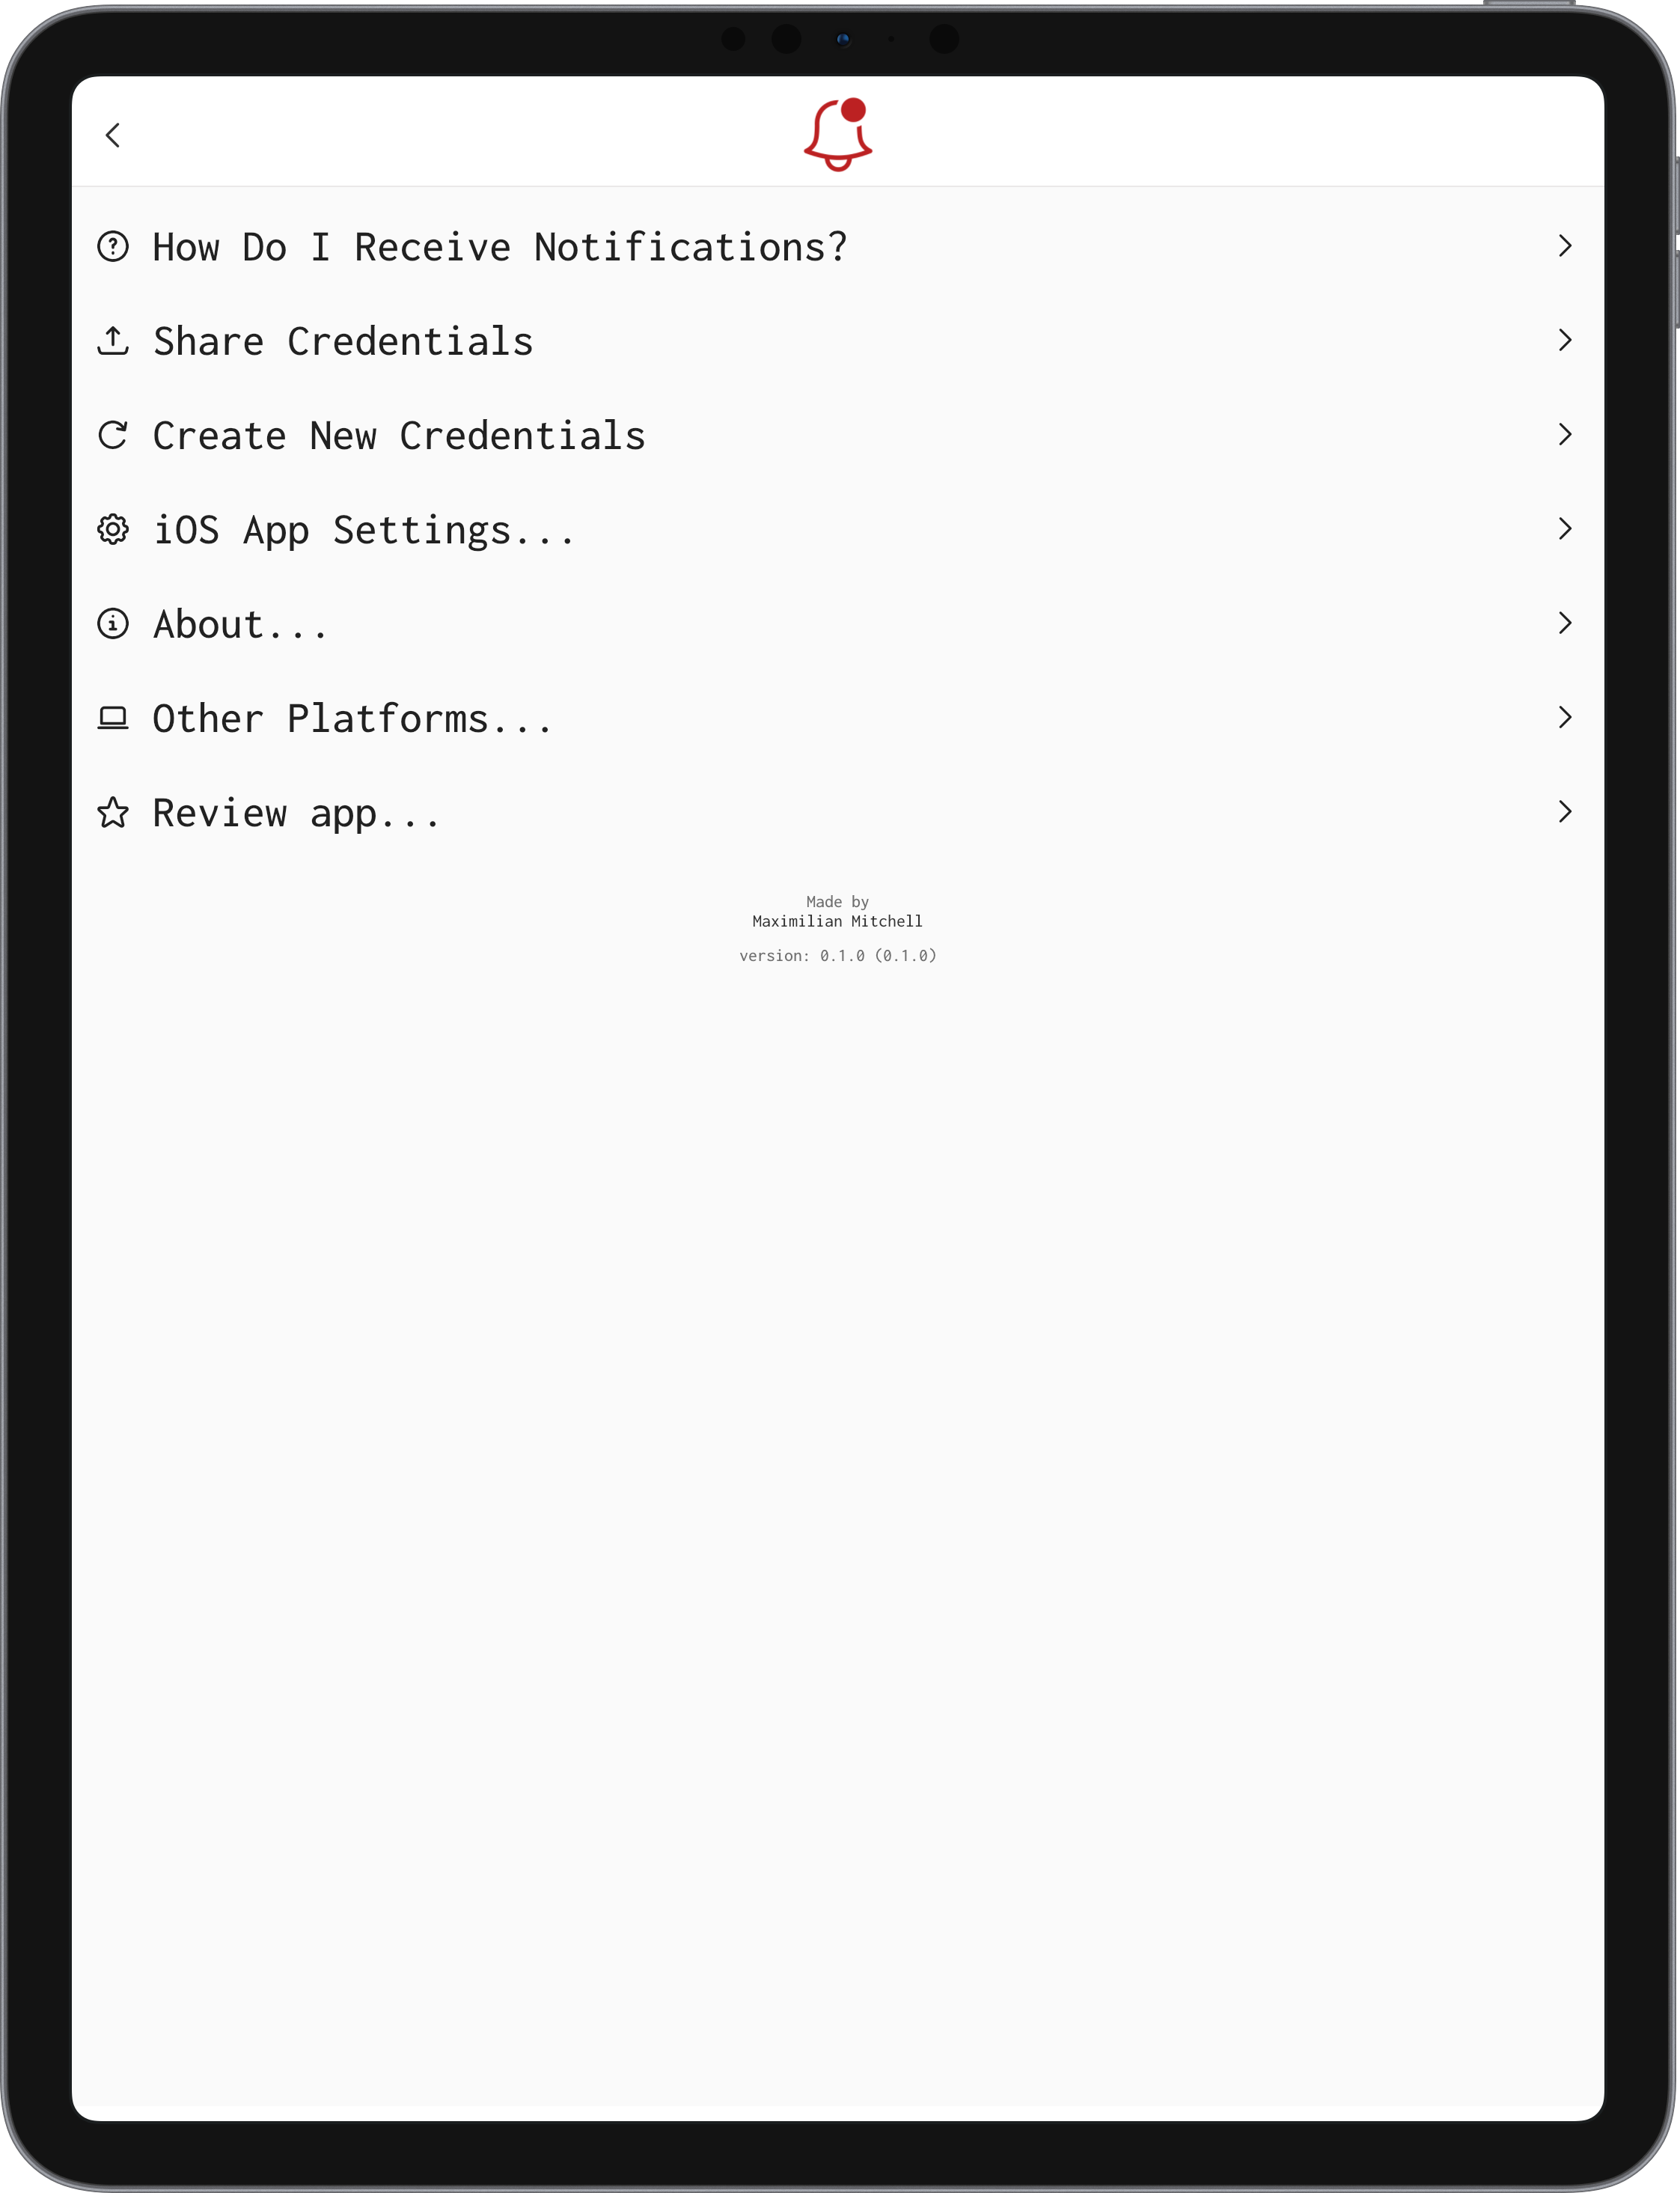 How Do I Receive Notifications?
Share Credentials
Create New Credentials
iOS App Settings...
About...
Other Platforms...
Review app...
Made by
Maximilian Mitchell
version: 0.1.0 (0.1.0)